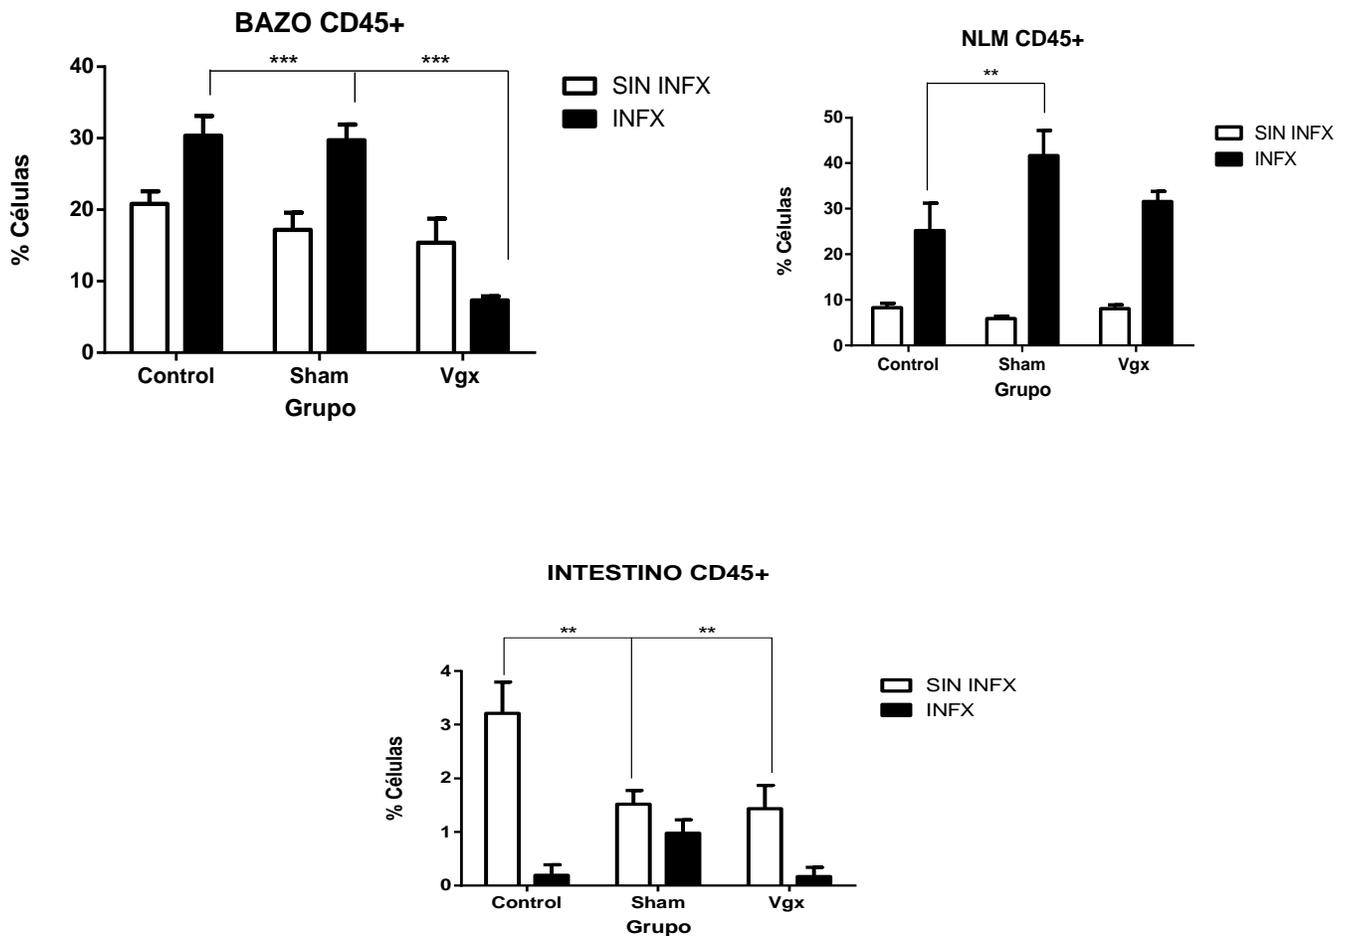 BAZO CD45+
***
***
40
30
20
10
0
% Células
SIN INFX
INFX
Control Sham Vgx
Grupo
NLM CD45+
**
50
40
30
20
10
0
% Células
SIN INFX
INFX
Control Sham Vgx
Grupo
INTESTINO CD45+
**
**
4
3
2
1
0
% Células
SIN INFX
INFX
Control Sham Vgx
Grupo